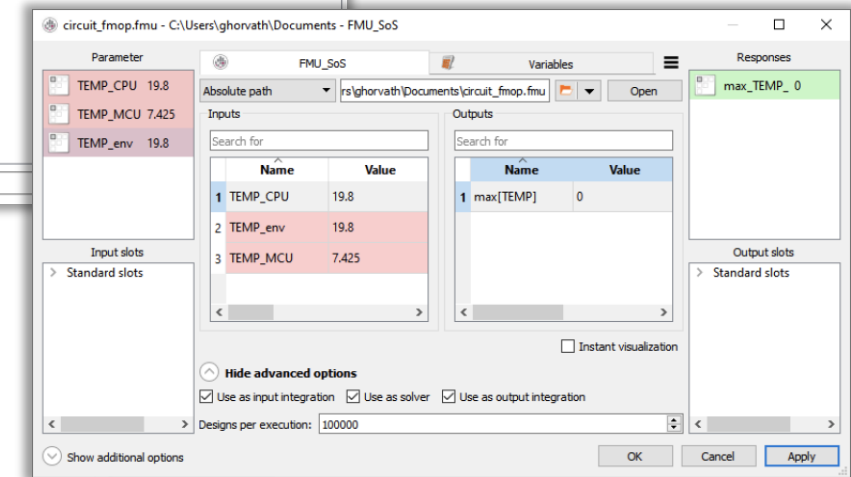 circuit_fmop.fmu - C:\Users\ghorvath\Documents - FMU_SoS
Parameter
TEMP_CPU 19.8
TEMP_MCU 7.425
TEMP_env 19.8
Input slots
Standard slots
FMU_SoS
Variables
Absolute path
rs\ghorvath\Documents\circuit_fmop.fmu
Open
Inputs
Search for
Name Value
1 TEMP_CPU 19.8
2 TEMP_env 19.8
3 TEMP_MCU 7.425
Outputs
Search for
Name Value
1 max[TEMP] 0
Instant visualization
Hide advanced options
Use as input integration Use as solver Use as output integration
Designs per execution: 100000
Responses
max_TEMP_ 0
Output slots
Standard slots
Show additional options
OK Cancel Apply